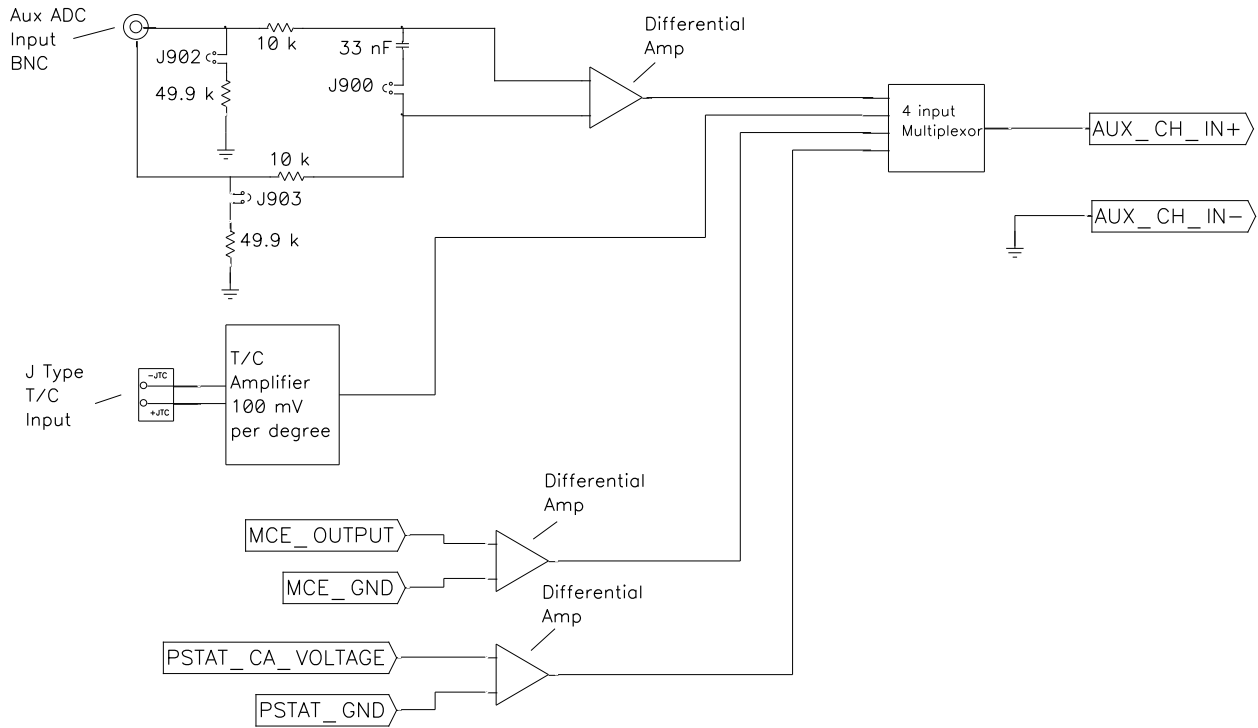 Aux ADC
Input
BNC
J902
49.9 k
10 k
33 nF
J900
10 k
J903
49.9 k
Differential
Amp
4 input
Multiplexor
AUX_CH_IN+
AUX_CH_IN-
J Type
T/C
Input
-JTC
+JTC
T/C
Amplifier
100 mV
per degree
Differential
Amp
MCE_OUTPUT
MCE_GND
Differential
Amp
PSTAT_CA_VOLTAGE
PSTAT_GND